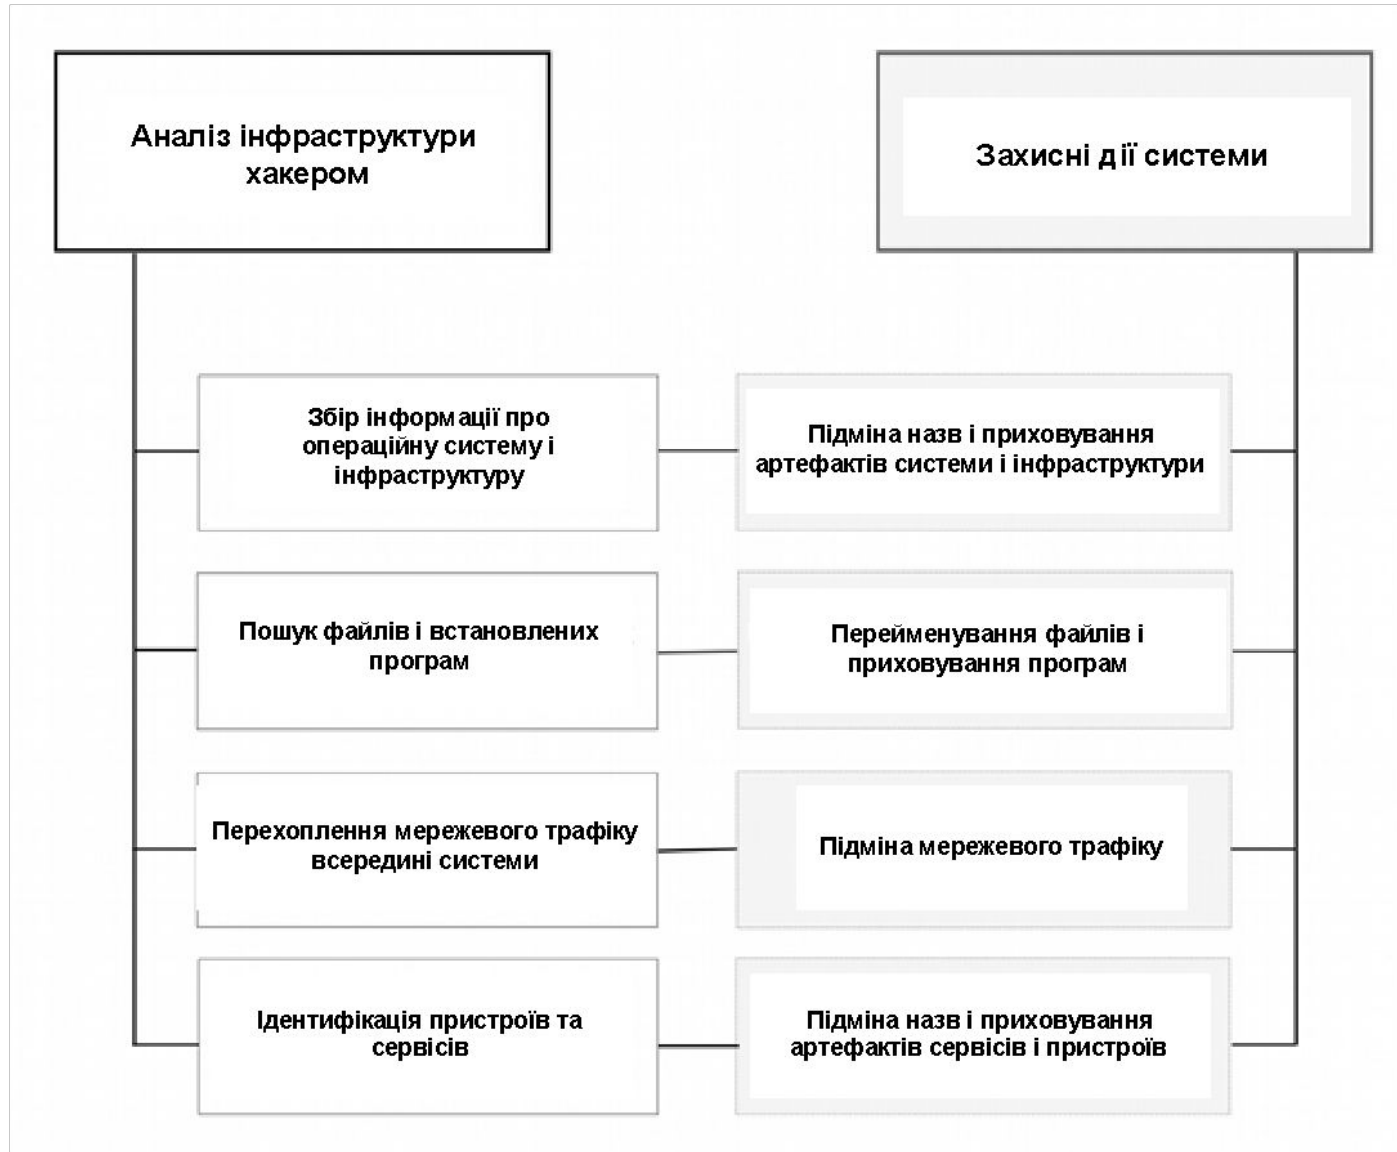 Аналіз інфраструктури
хакером
Захисні дії системи
Збір інформації про
операційну систему і
інфраструктуру
Підміна назв і приховування
артефактів системи і інфраструктури
Пошук файлів і встановлених
програм
Перейменування файлів і
приховування програм
Перехоплення мережевого трафіку
всередині системи
Підміна мережевого трафіку
Ідентифікація пристроїв та
сервісів
Підміна назв і приховування
артефактів сервісів і пристроїв